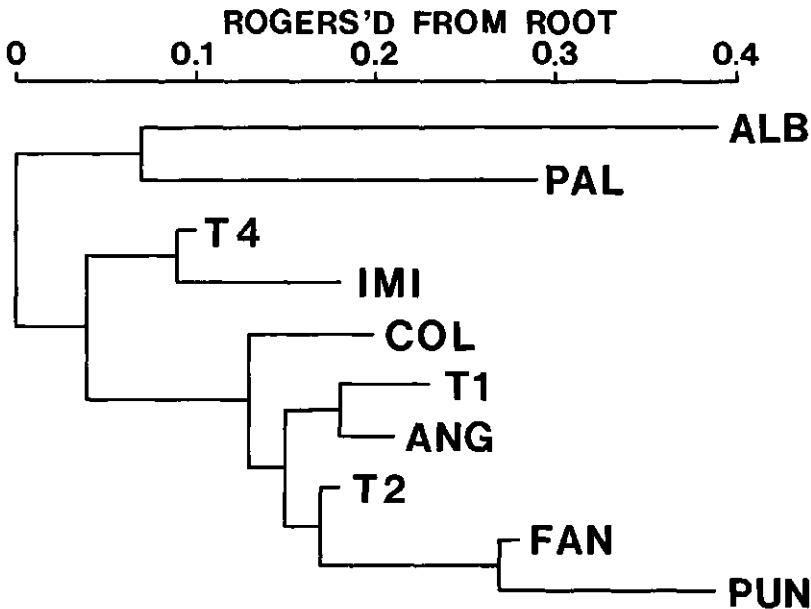 ROGERS'D FROM ROOT
0 0.1 0.2 0.3 0.4
ALB
PAL
T4
IMI
COL
T1
ANG
T2
FAN
PUN